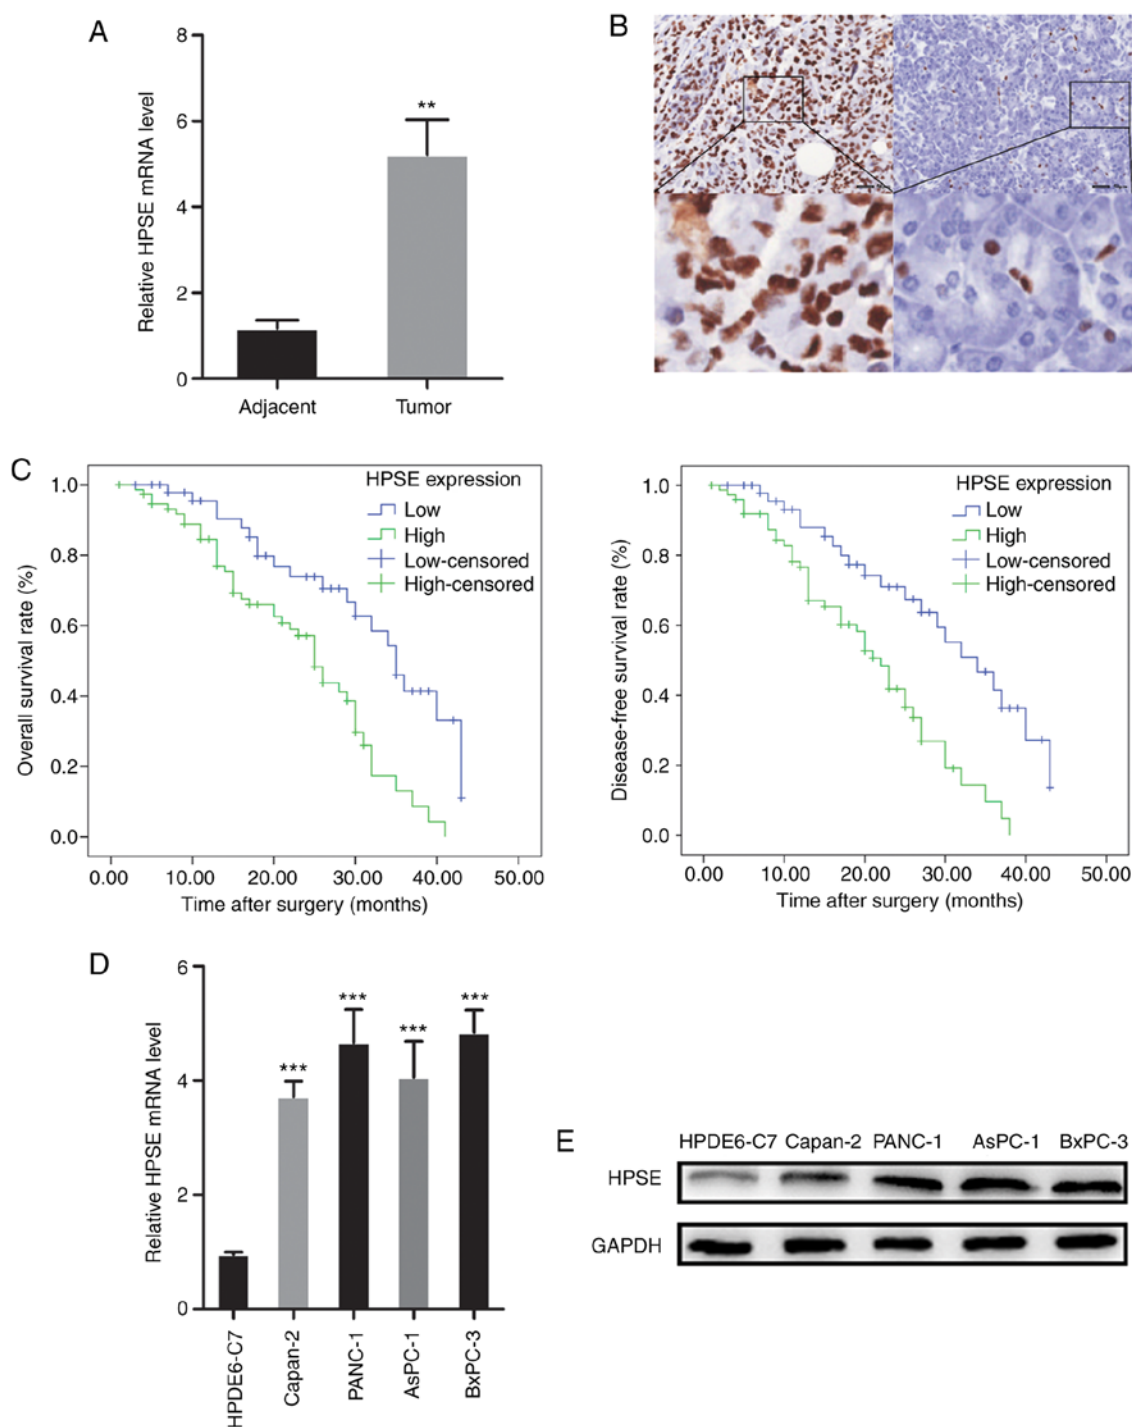 A
8
6
4
2
0
Relative HPSE mRNA level
**
Adjacent
Tumor
B
C
HPSE expression
Low
High
Low-censored
High-censored
1.0
0.8
0.6
0.4
0.2
0.0
Overall survival rate (%)
0.00 10.00 20.00 30.00 40.00 50.00
Time after surgery (months)
HPSE expression
Low
High
Low-censored
High-censored
1.0
0.8
0.6
0.4
0.2
0.0
Disease-free survival rate (%)
0.00 10.00 20.00 30.00 40.00 50.00
Time after surgery (months)
D
6
4
2
0
Relative HPSE mRNA level
*** *** *** ***
HPDE6-C7
Capan-2
PANC-1
AsPC-1
BxPC-3
E
HPDE6-C7 Capan-2 PANC-1 AsPC-1 BxPC-3
HPSE
GAPDH